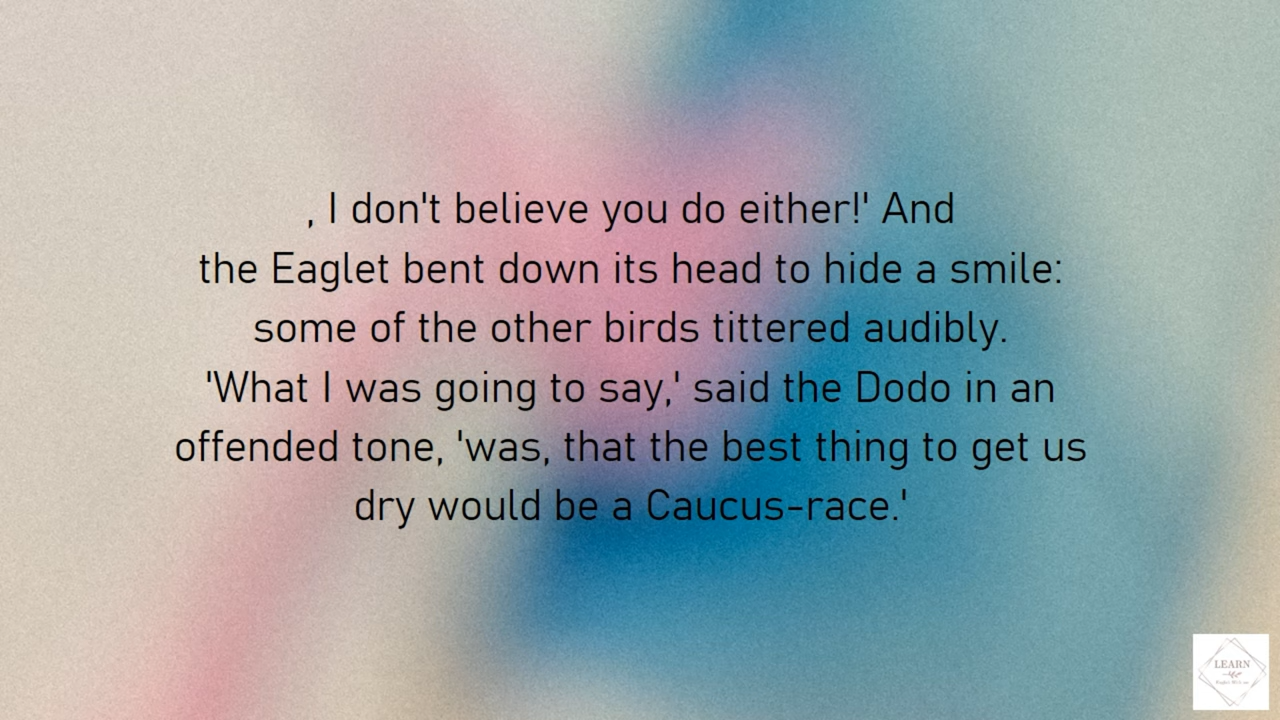 , I don't believe you do either!' And
the Eaglet bent down its head to hide a smile:
some of the other birds tittered audibly.
'What I was going to say,' said the Dodo in an
offended tone, 'was, that the best thing to get us
dry would be a Caucus-race.'
LEARN